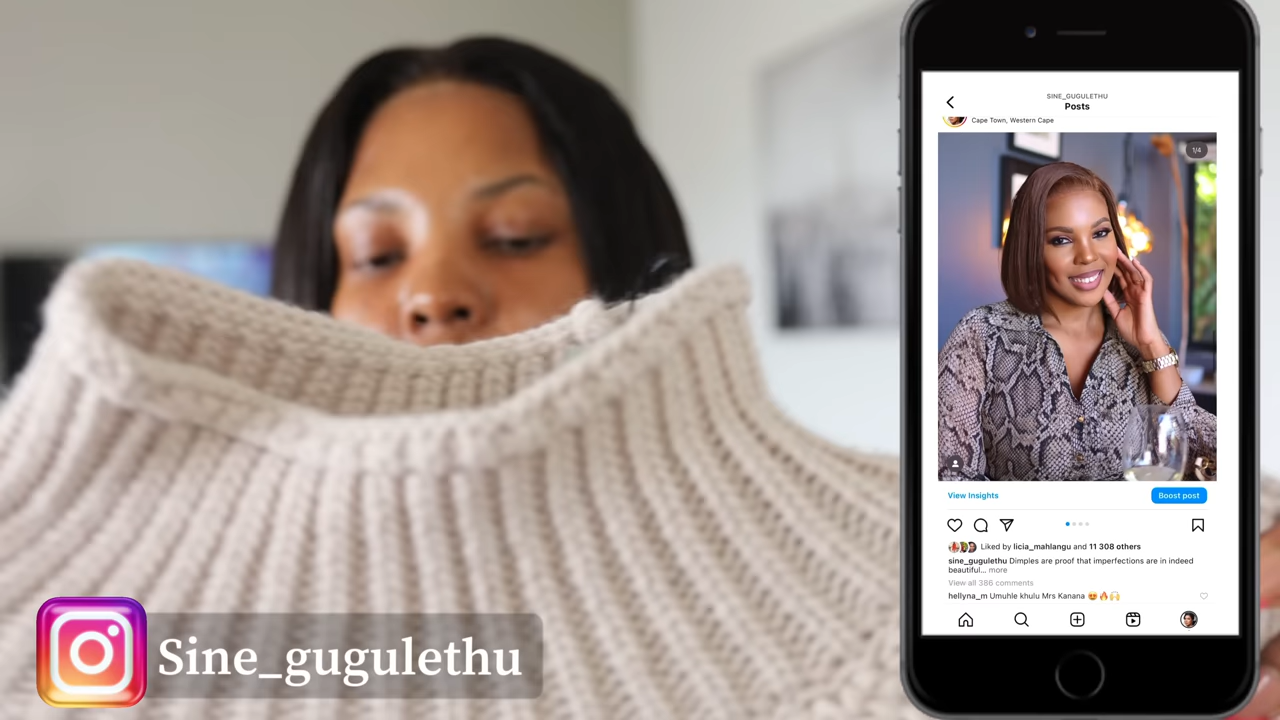 SINE_GUGULETHU
Posts
Cape Town, Western Cape
1/4
View Insights
Boost post
Liked by licia_mahlangu and 11 308 others
sine_gugulethu Dimples are proof that imperfections are in indeed
beautiful... more
View all 386 comments
hellyna_m Umuhle khulu Mrs Kanana 😍🔥🙌
Sine_gugulethu